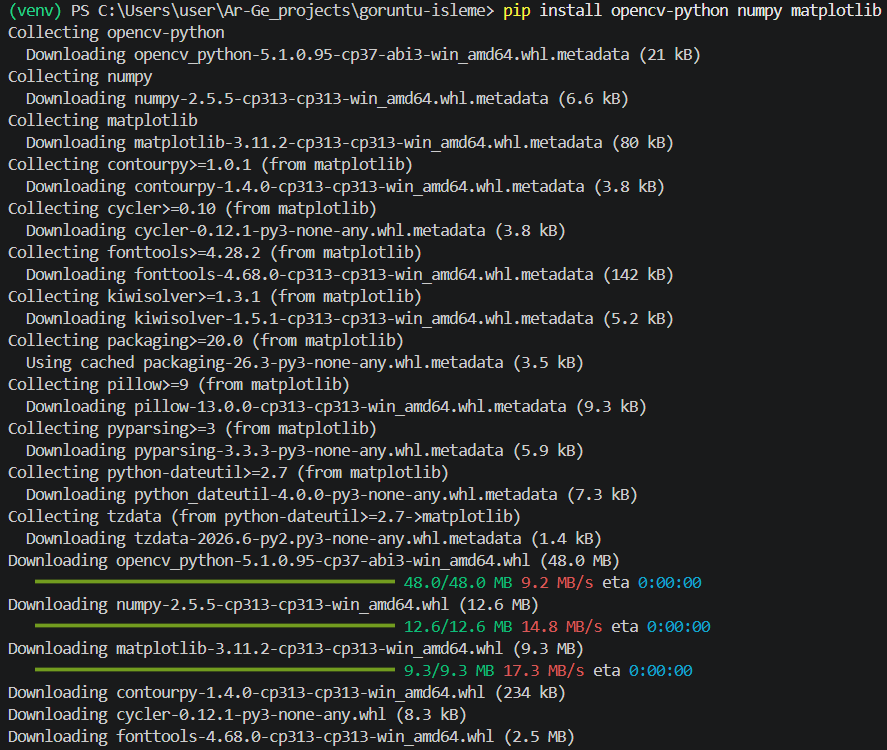 (venv) PS C:\Users\user\Ar-Ge_projects\goruntu-isleme> pip install opencv-python numpy matplotlib
Collecting opencv-python
  Downloading opencv_python-5.1.0.95-cp37-abi3-win_amd64.whl.metadata (21 kB)
Collecting numpy
  Downloading numpy-2.5.5-cp313-cp313-win_amd64.whl.metadata (6.6 kB)
Collecting matplotlib
  Downloading matplotlib-3.11.2-cp313-cp313-win_amd64.whl.metadata (80 kB)
Collecting contourpy>=1.0.1 (from matplotlib)
  Downloading contourpy-1.4.0-cp313-cp313-win_amd64.whl.metadata (3.8 kB)
Collecting cycler>=0.10 (from matplotlib)
  Downloading cycler-0.12.1-py3-none-any.whl.metadata (3.8 kB)
Collecting fonttools>=4.28.2 (from matplotlib)
  Downloading fonttools-4.68.0-cp313-cp313-win_amd64.whl.metadata (142 kB)
Collecting kiwisolver>=1.3.1 (from matplotlib)
  Downloading kiwisolver-1.5.1-cp313-cp313-win_amd64.whl.metadata (5.2 kB)
Collecting packaging>=20.0 (from matplotlib)
  Using cached packaging-26.3-py3-none-any.whl.metadata (3.5 kB)
Collecting pillow>=9 (from matplotlib)
  Downloading pillow-13.0.0-cp313-cp313-win_amd64.whl.metadata (9.3 kB)
Collecting pyparsing>=3 (from matplotlib)
  Downloading pyparsing-3.3.3-py3-none-any.whl.metadata (5.9 kB)
Collecting python-dateutil>=2.7 (from matplotlib)
  Downloading python_dateutil-4.0.0-py3-none-any.whl.metadata (7.3 kB)
Collecting tzdata (from python-dateutil>=2.7->matplotlib)
  Downloading tzdata-2026.6-py2.py3-none-any.whl.metadata (1.4 kB)
Downloading opencv_python-5.1.0.95-cp37-abi3-win_amd64.whl (48.0 MB)
48.0/48.0 MB 9.2 MB/s eta 0:00:00
Downloading numpy-2.5.5-cp313-cp313-win_amd64.whl (12.6 MB)
12.6/12.6 MB 14.8 MB/s eta 0:00:00
Downloading matplotlib-3.11.2-cp313-cp313-win_amd64.whl (9.3 MB)
9.3/9.3 MB 17.3 MB/s eta 0:00:00
Downloading contourpy-1.4.0-cp313-cp313-win_amd64.whl (234 kB)
Downloading cycler-0.12.1-py3-none-any.whl (8.3 kB)
Downloading fonttools-4.68.0-cp313-cp313-win_amd64.whl (2.5 MB)